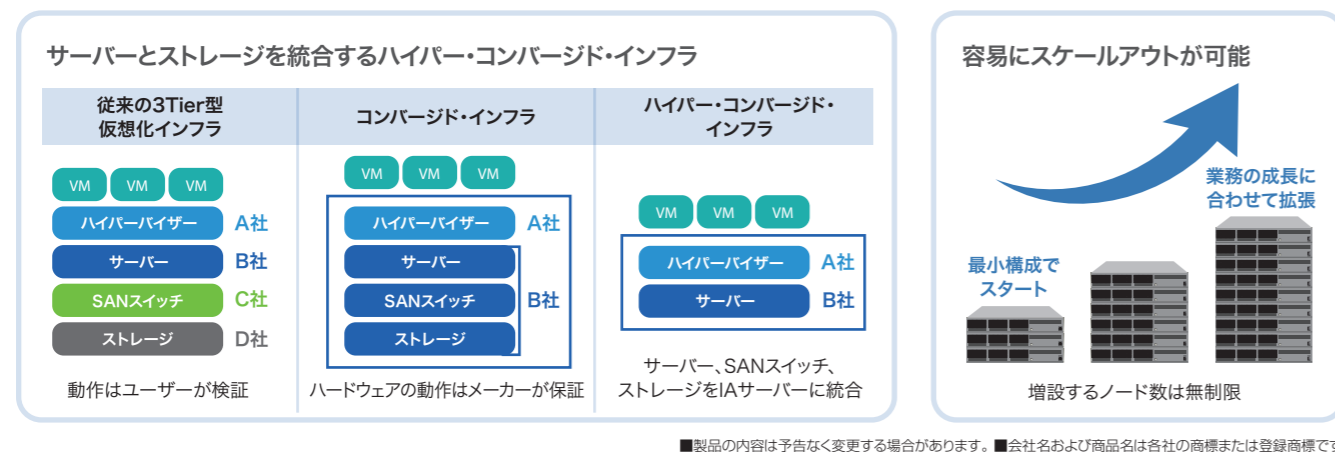 サーバーとストレージを統合するハイパー・コンバージド・インフラ
従来の3Tier型
仮想化インフラ
VM VM VM
ハイパーバイザー A社
サーバー B社
SANスイッチ C社
ストレージ D社
動作はユーザーが検証
コンバージド・インフラ
VM VM VM
ハイパーバイザー A社
サーバー
SANスイッチ B社
ストレージ
ハードウェアの動作はメーカーが保証
ハイパー・コンバージド・
インフラ
VM VM VM
ハイパーバイザー A社
サーバー B社
サーバー、SANスイッチ、
ストレージをIAサーバーに統合
容易にスケールアウトが可能
最小構成で
スタート
業務の成長に
合わせて拡張
増設するノード数は無制限
■製品の内容は予告なく変更する場合があります。■会社名および商品名は各社の商標または登録商標です